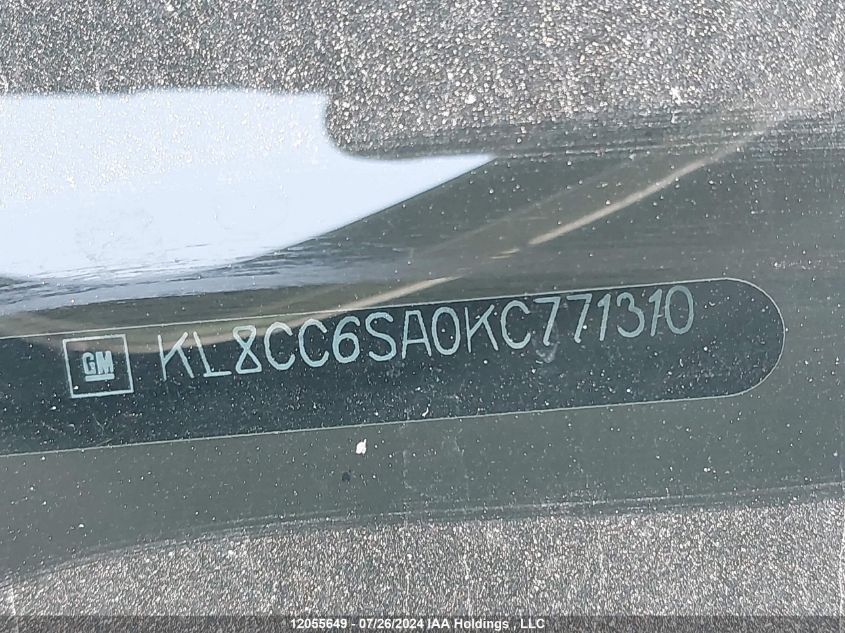 GM KL8CC6SA0KC771310
12055649 - 07/26/2024 IAA Holdings , LLC